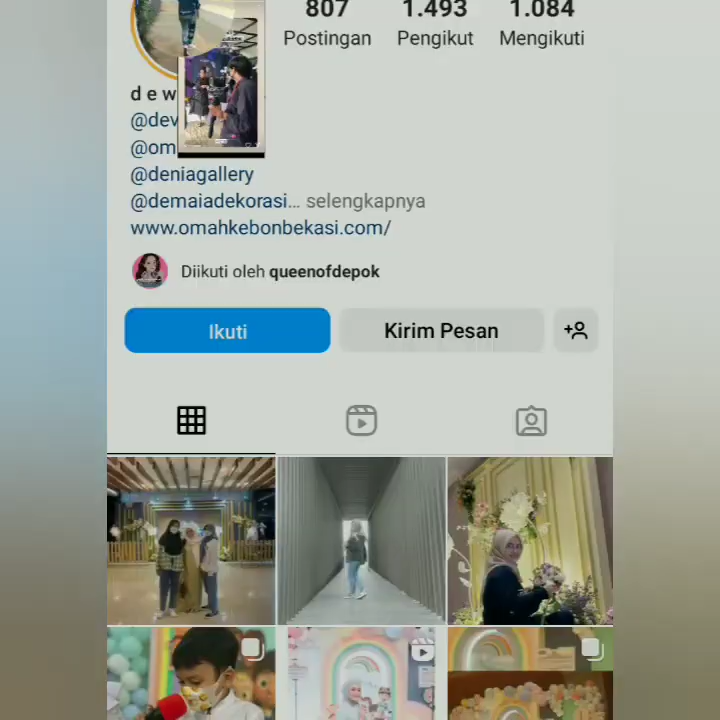 807 1.493 1.084
Postingan Pengikut Mengikuti
d e w
@dev
@om
@deniagallery
@demaiadekorasi... selengkapnya
www.omahkebonbekasi.com/
Diikuti oleh queenofdepok
Ikuti Kirim Pesan